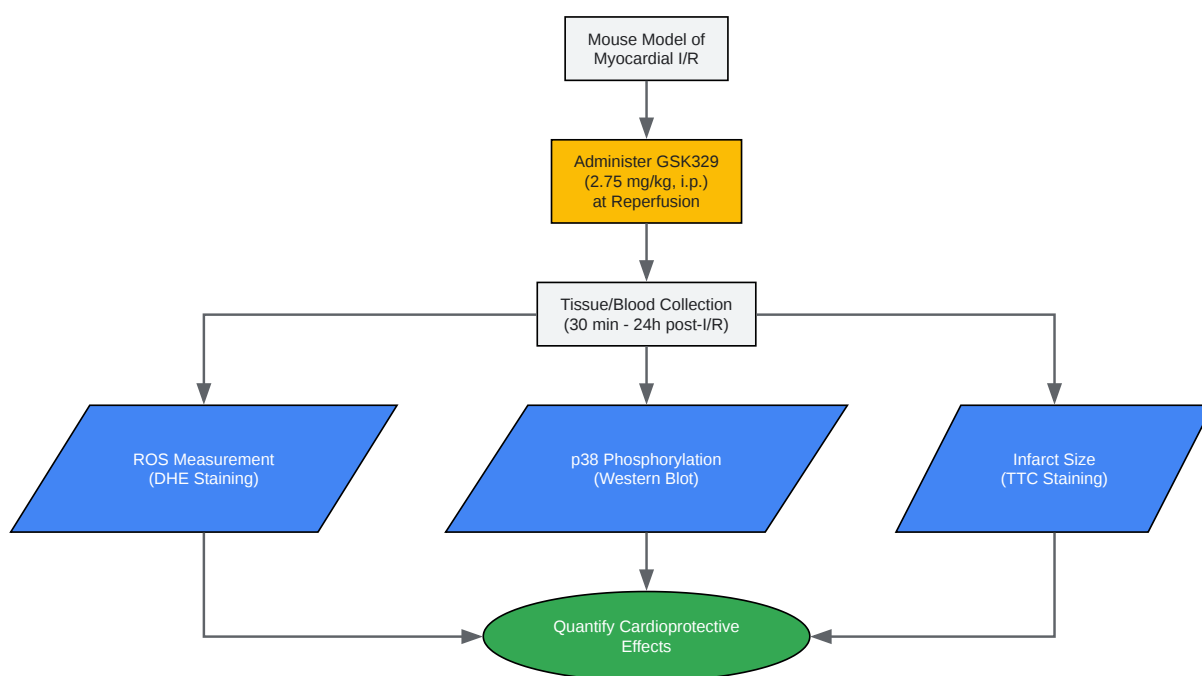 Mouse Model of
Myocardial I/R
Administer GSK329
(2.75 mg/kg, i.p.)
at Reperfusion
Tissue/Blood Collection
(30 min - 24h post-I/R)
ROS Measurement
(DHE Staining)
p38 Phosphorylation
(Western Blot)
Infarct Size
(TTC Staining)
Quantify Cardioprotective
Effects